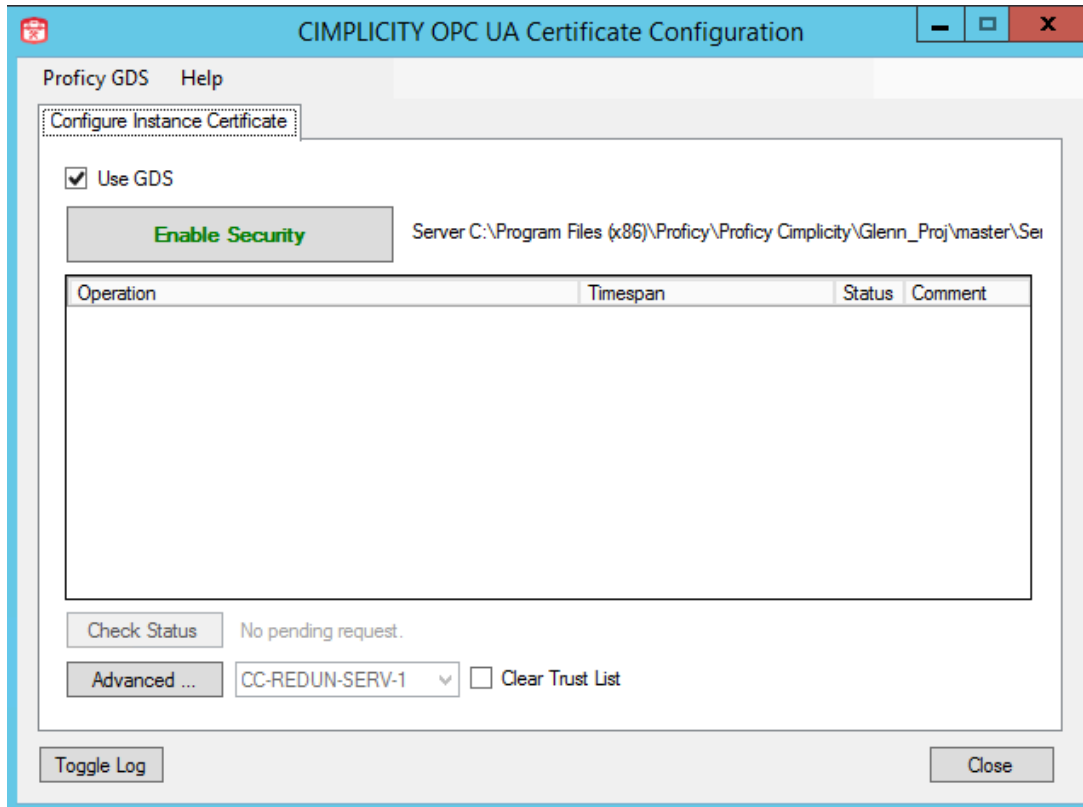 CIMPLICITY OPC UA Certificate Configuration
Proficy GDS Help
Configure Instance Certificate
Use GDS
Enable Security Server C:\Program Files (x86)\Proficy\Proficy Cimplicity\Glenn_Proj\master\Ser
Operation Timespan Status Comment
Check Status No pending request.
Advanced ... CC-REDUN-SERV-1 Clear Trust List
Toggle Log Close